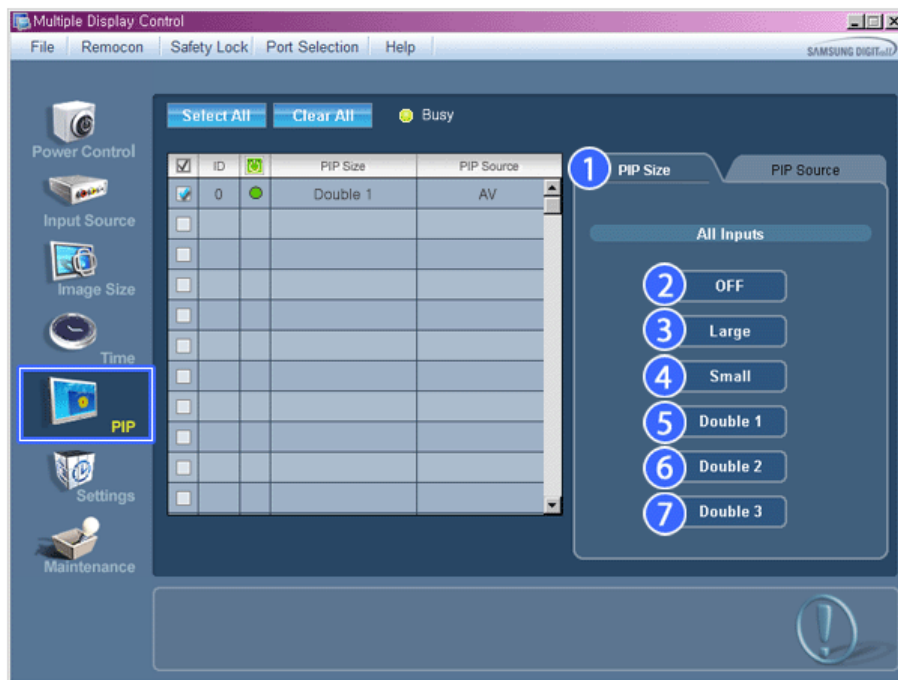 Multiple Display Control
File Remocon Safety Lock Port Selection Help
SAMSUNG DIGITall
Select All Clear All Busy
Power Control
ID PIP Size PIP Source
0 Double 1 AV
1 PIP Size PIP Source
Input Source
All Inputs
Image Size
2 OFF
3 Large
Time
4 Small
PIP
5 Double 1
6 Double 2
Settings
7 Double 3
Maintenance